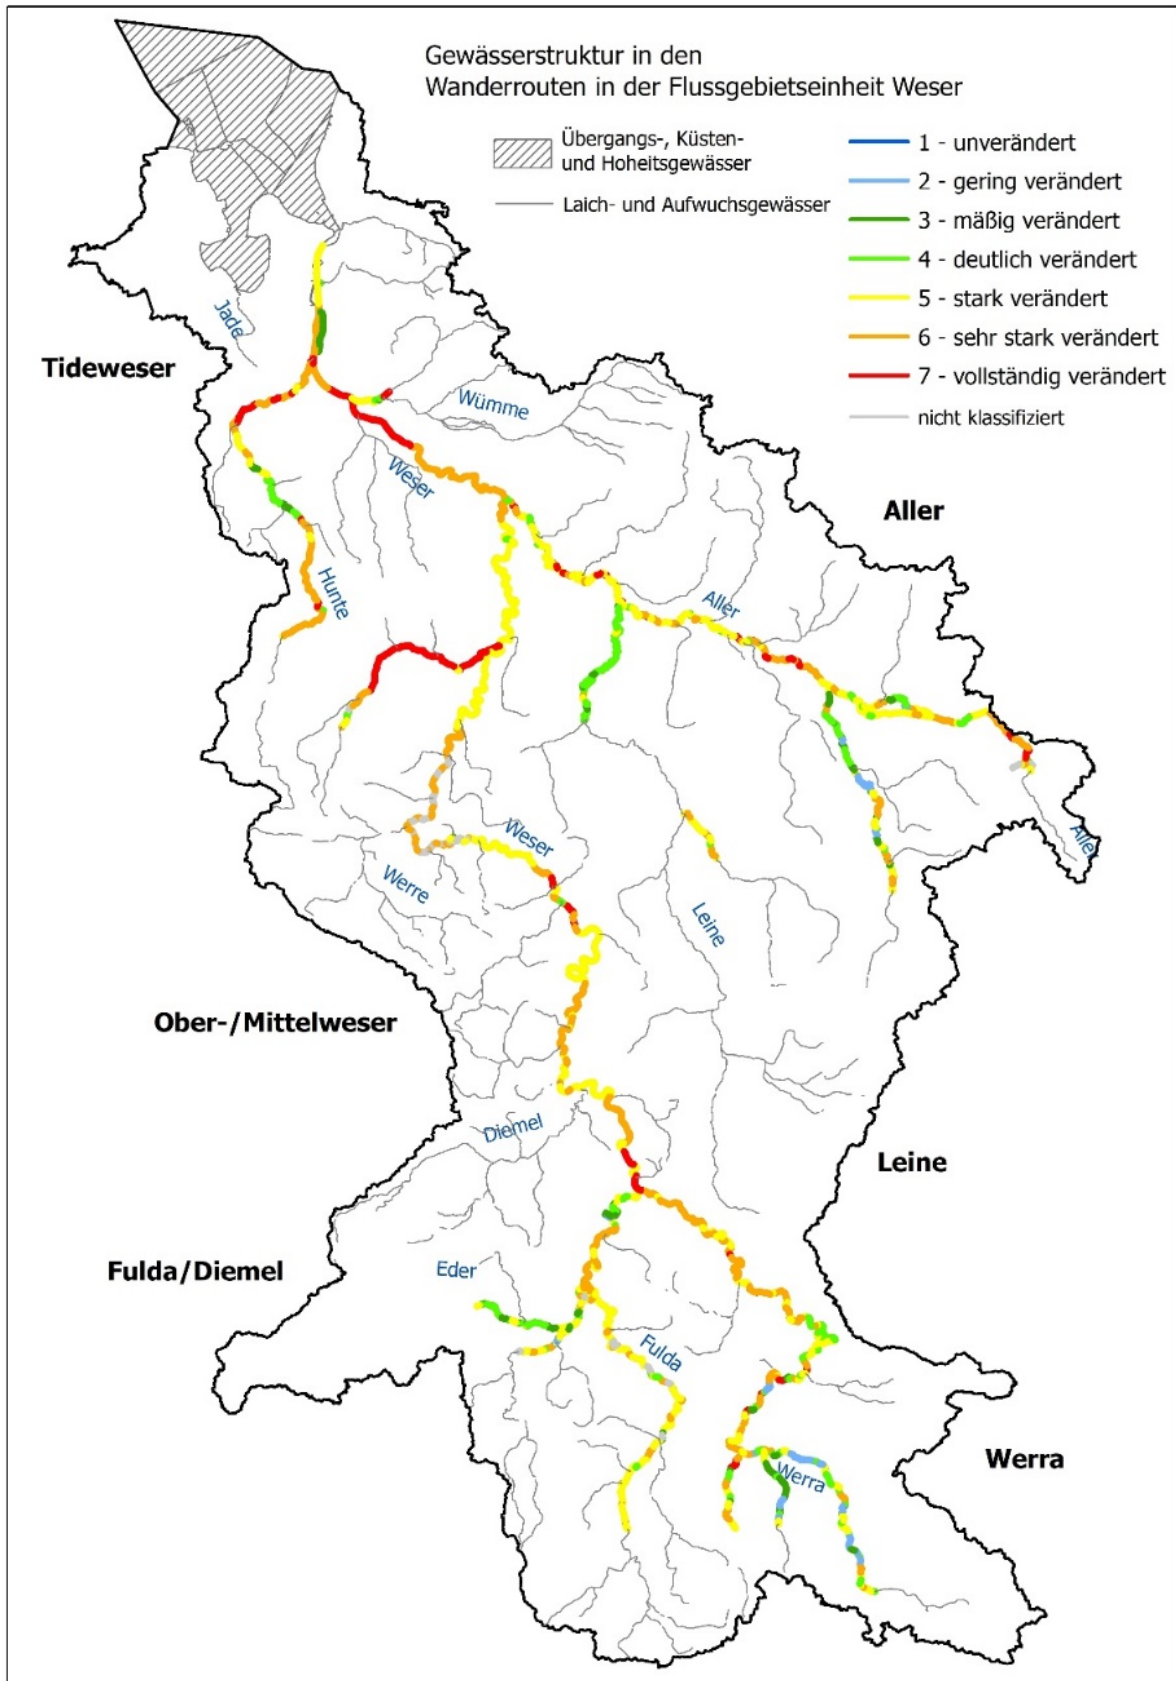 Gewässerstruktur in den
Wanderrouten in der Flussgebietseinheit Weser
Übergangs-, Küsten-
und Hoheitsgewässer
Laich- und Aufwuchsgewässer
1 - unverändert
2 - gering verändert
3 - mäßig verändert
4 - deutlich verändert
5 - stark verändert
6 - sehr stark verändert
7 - vollständig verändert
nicht klassifiziert
Jade
Tideweser
Wümme
Weser
Aller
Hunte
Aller
Weser
Aller
Werre
Leine
Ober-/Mittelweser
Diemel
Leine
Fulda/Diemel
Eder
Fulda
Werra
Werra